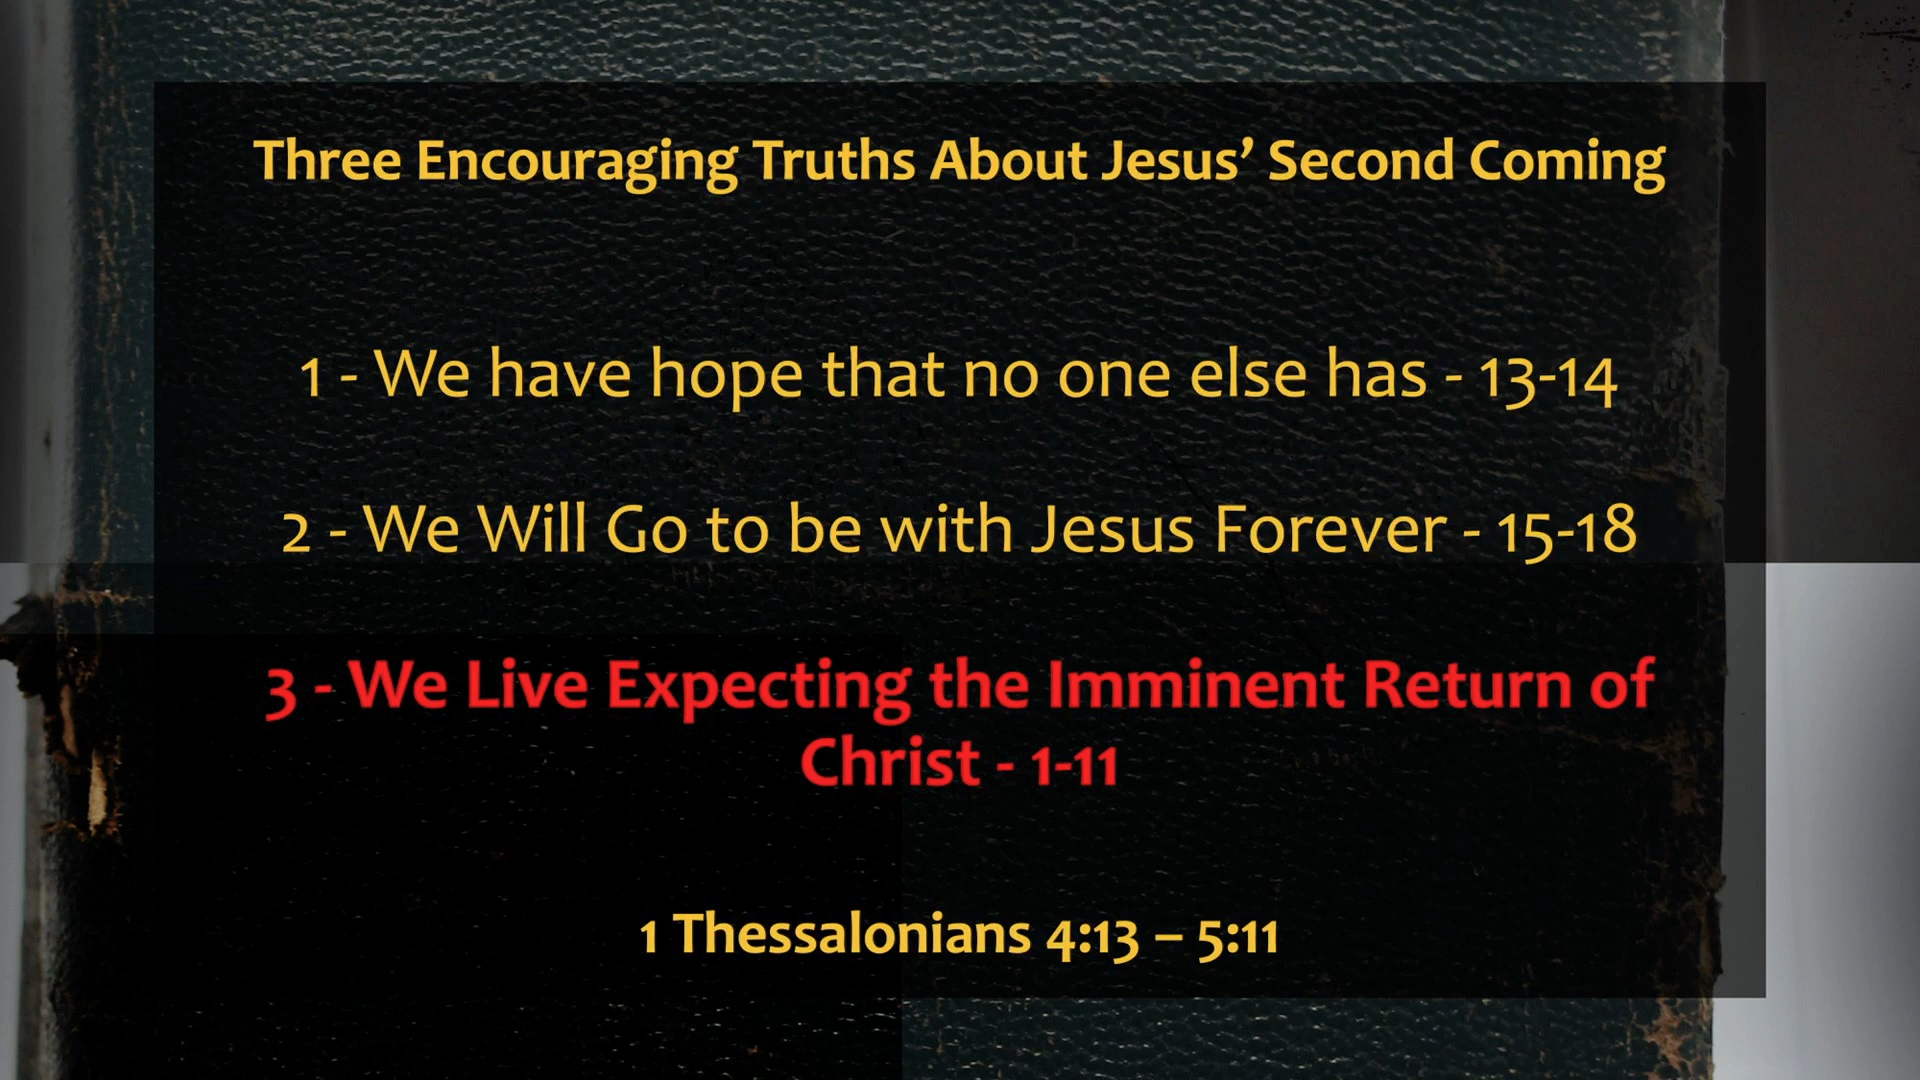 Three Encouraging Truths About Jesus’ Second Coming
1 - We have hope that no one else has - 13-14
2 - We Will Go to be with Jesus Forever - 15-18
3 - We Live Expecting the Imminent Return of
Christ - 1-11
1 Thessalonians 4:13 – 5:11